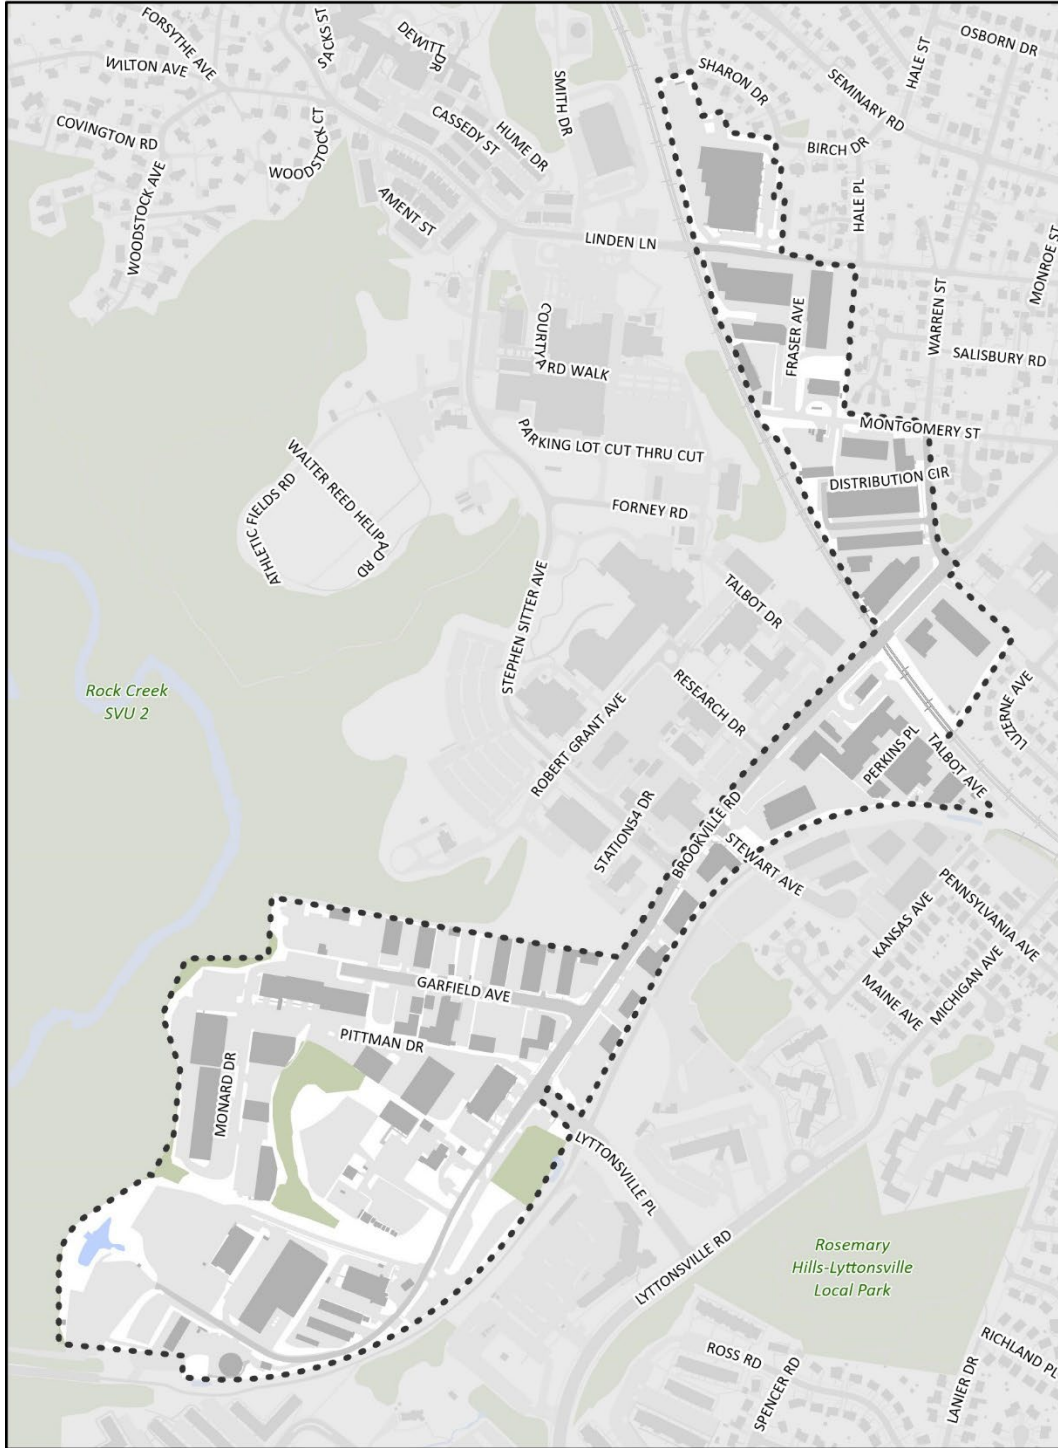 FORSYTHE AVE
SACKS ST
DEWITT DR
OSBORN DR
HALE ST
WILTON AVE
SMITH DR
SHARON DR
SEMINARY RD
COVINGTON RD
WOODSTOCK CT
CASSEDY ST
HUME DR
BIRCH DR
WOODSTOCK AVE
AMENT ST
HALE PL
LINDEN LN
MONROE ST
WARREN ST
COURTYARD WALK
FRASER AVE
SALISBURY RD
MONTGOMERY ST
PARKING LOT CUT THRU CUT
WALTER REED HELIPAD RD
ATHLETIC FIELDS RD
DISTRIBUTION CIR
FORNEY RD
STEPHEN SITTER AVE
TALBOT DR
Rock Creek
SVU 2
RESEARCH DR
LUZERNE AVE
ROBERT GRANT AVE
PERKINS PL
TALBOT AVE
STATION54 DR
BROOKVILLE RD
STEWART AVE
PENNSYLVANIA AVE
KANSAS AVE
MAINE AVE
MICHIGAN AVE
GARFIELD AVE
PITTMAN DR
MONARD DR
LYTTONSVILLE PL
LYTTONSVILLE RD
Rosemary
Hills-Lyttonsville
Local Park
ROSS RD
SPENCER RD
RICHLAND PL
LANIER DR